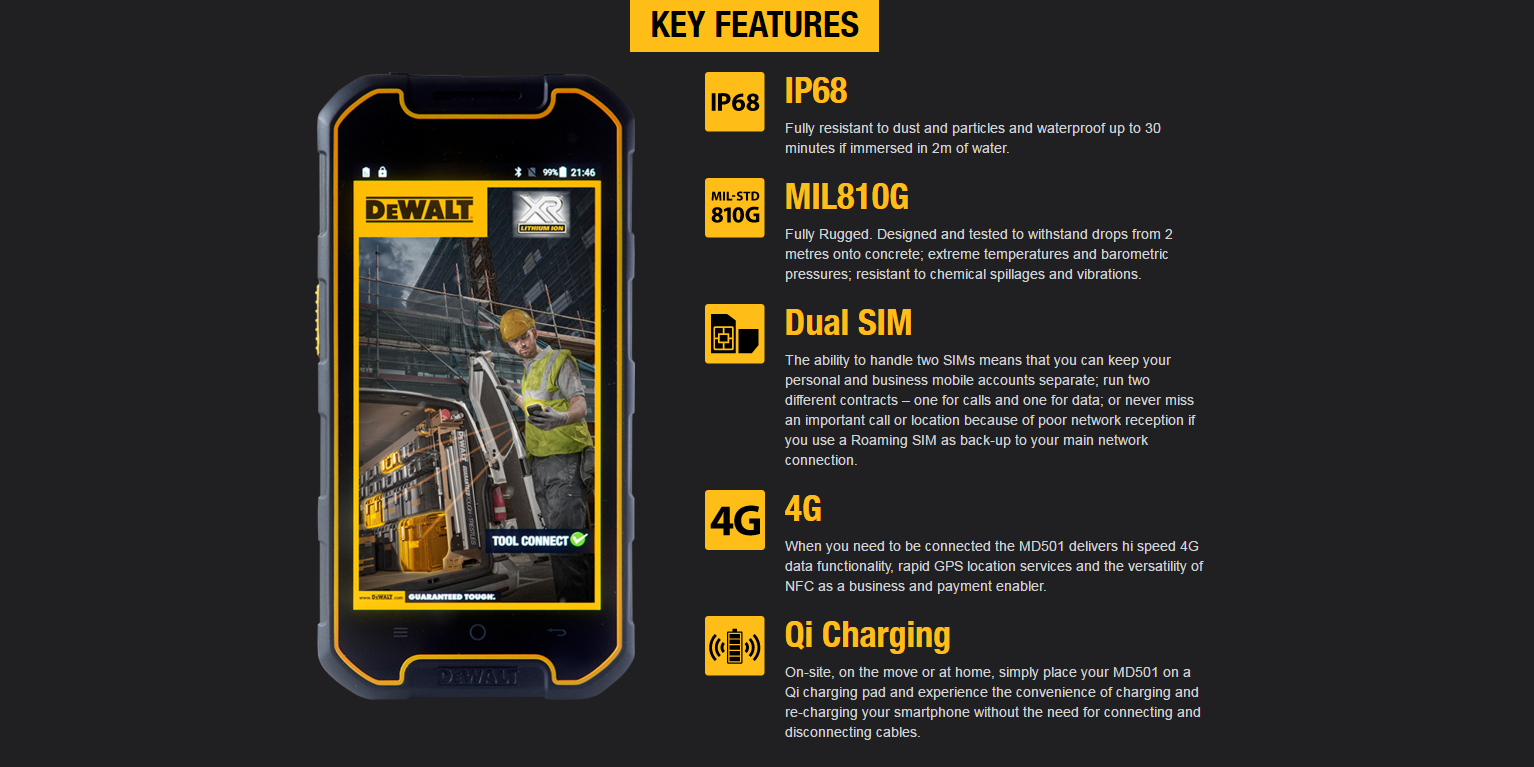 KEY FEATURES
99% 21:46
DEWALT
XR
LITHIUM ION
DEWALT
GUARANTEED TOUGH
TOOL CONNECT
www.DEWALT.com GUARANTEED TOUGH.
DEWALT
IP68
IP68
Fully resistant to dust and particles and waterproof up to 30
minutes if immersed in 2m of water.
MIL-STD
810G
MIL810G
Fully Rugged. Designed and tested to withstand drops from 2
metres onto concrete; extreme temperatures and barometric
pressures; resistant to chemical spillages and vibrations.
Dual SIM
The ability to handle two SIMs means that you can keep your
personal and business mobile accounts separate; run two
different contracts – one for calls and one for data; or never miss
an important call or location because of poor network reception if
you use a Roaming SIM as back-up to your main network
connection.
4G
4G
When you need to be connected the MD501 delivers hi speed 4G
data functionality, rapid GPS location services and the versatility of
NFC as a business and payment enabler.
Qi Charging
On-site, on the move or at home, simply place your MD501 on a
Qi charging pad and experience the convenience of charging and
re-charging your smartphone without the need for connecting and
disconnecting cables.